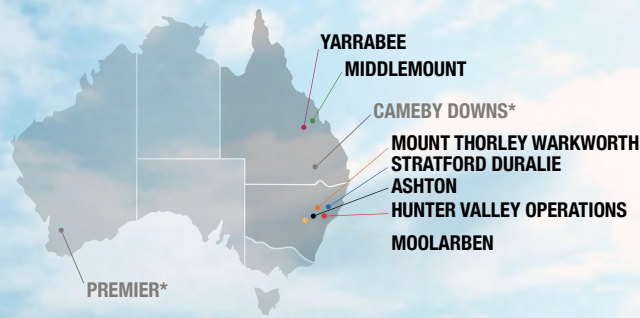 YARRABEE
MIDDLEMOUNT
CAMEBY DOWNS*
MOUNT THORLEY WARKWORTH
STRATFORD DURALIE
ASHTON
HUNTER VALLEY OPERATIONS
MOOLARBEN
PREMIER*